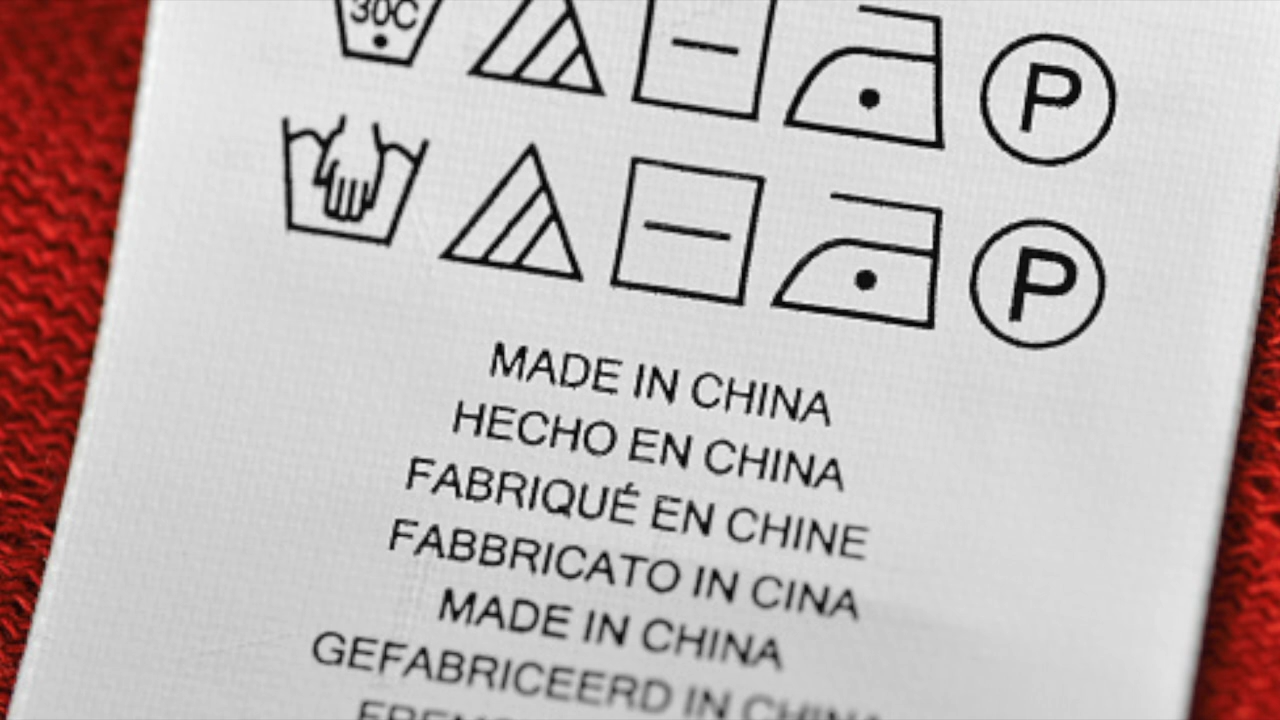 30C
P
P
MADE IN CHINA
HECHO EN CHINA
FABRIQUÉ EN CHINE
FABBRICATO IN CINA
MADE IN CHINA
GEFABRICEERD IN CHINA